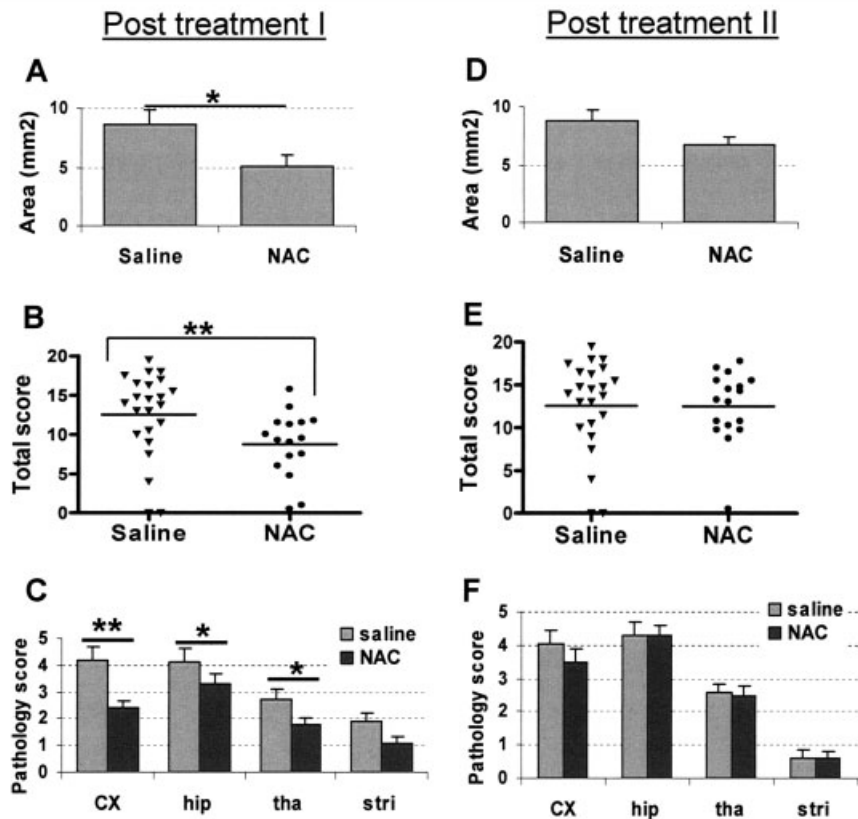 Post treatment I
Post treatment II
A
*
10
5
0
Area (mm2)
Saline NAC
D
10
5
0
Area (mm2)
Saline NAC
B
**
20
15
10
5
0
Total score
Saline NAC
E
20
15
10
5
0
Total score
Saline NAC
C
** * *
saline
NAC
5
4
3
2
1
0
Pathology score
CX hip tha stri
F
saline
NAC
5
4
3
2
1
0
Pathology score
CX hip tha stri